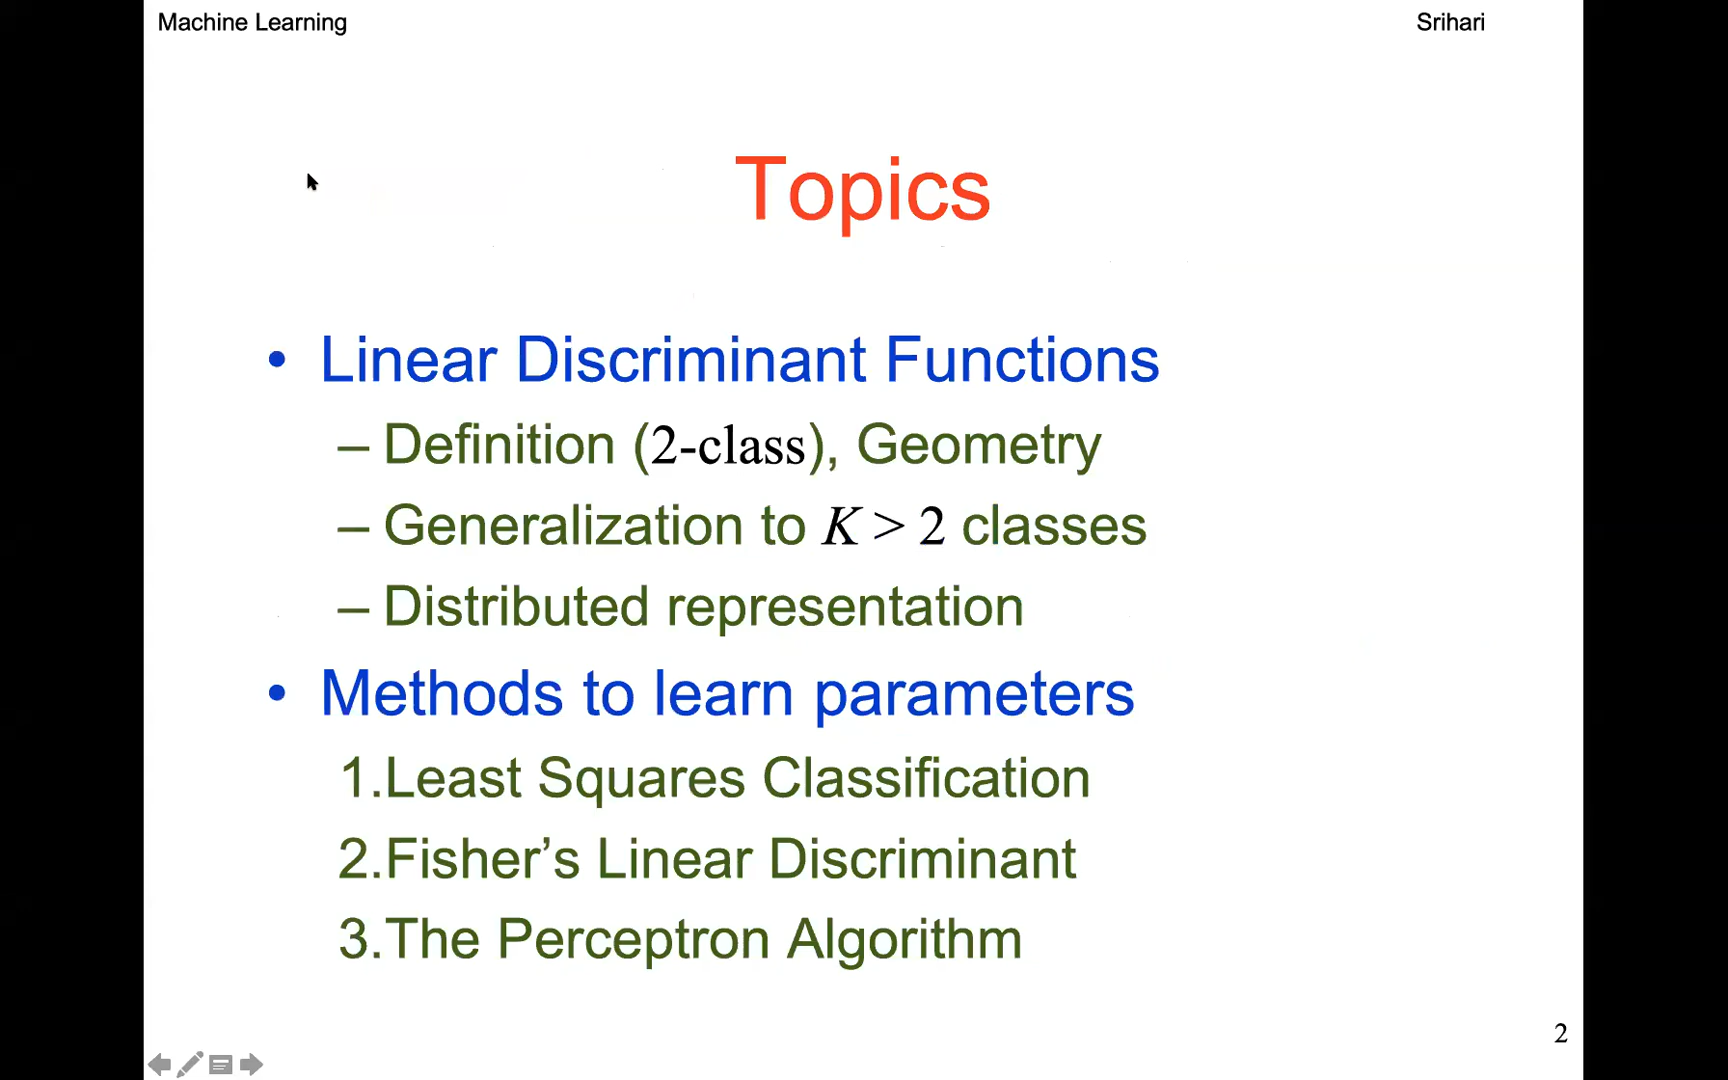 Machine Learning
Srihari
Topics
• Linear Discriminant Functions
– Definition (2-class), Geometry
– Generalization to K > 2 classes
– Distributed representation
• Methods to learn parameters
1.Least Squares Classification
2.Fisher’s Linear Discriminant
3.The Perceptron Algorithm
2